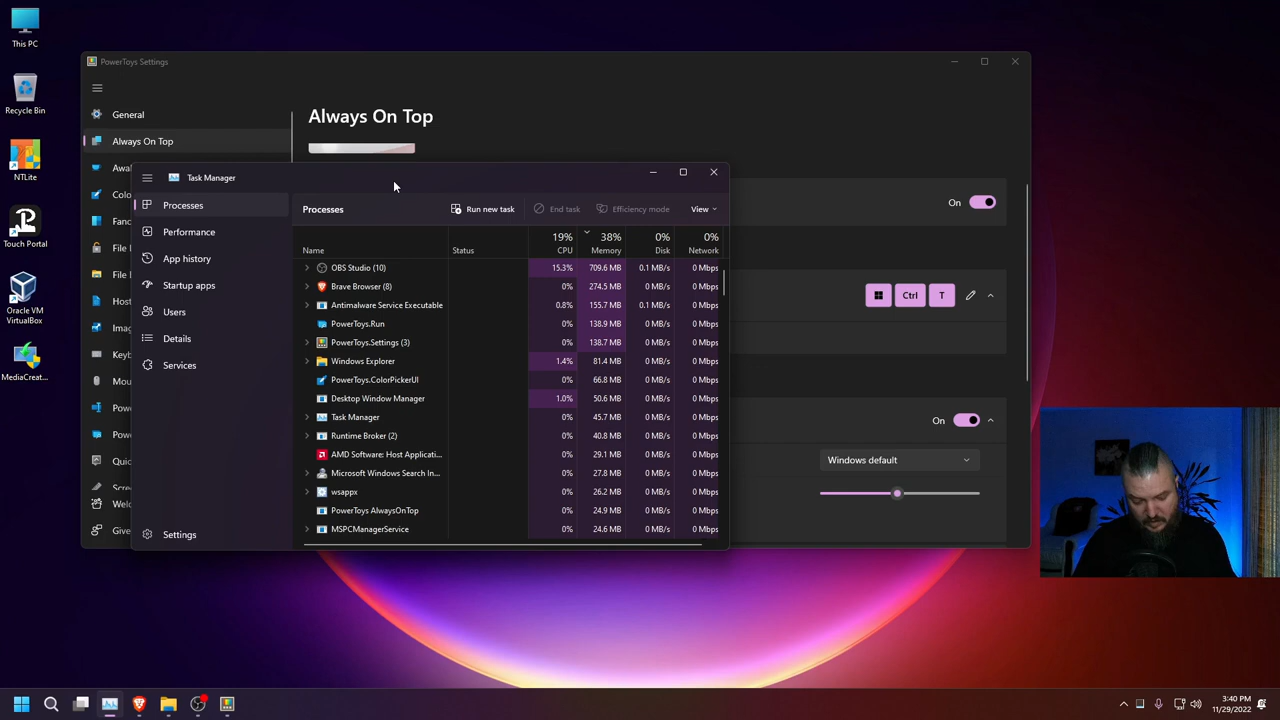 This PC
Recycle Bin
NTLite
Touch Portal
Oracle VM
VirtualBox
MediaCreat...
PowerToys Settings
General
Always On Top
Awa
Colo
Fanc
File
File
Host
Imag
Keyb
Mou
Powe
Powe
Quic
Welc
Give
Always On Top
On
Ctrl
T
On
Windows default
Task Manager
Processes
Performance
App history
Startup apps
Users
Details
Services
Settings
Processes
Run new task
End task
Efficiency mode
View
19% 38% 0% 0%
Name Status CPU Memory Disk Network
OBS Studio (10) 15.3% 709.6 MB 0.1 MB/s 0 Mbps
Brave Browser (8) 0% 274.5 MB 0 MB/s 0 Mbps
Antimalware Service Executable 0.8% 155.7 MB 0.1 MB/s 0 Mbps
PowerToys.Run 0% 138.9 MB 0 MB/s 0 Mbps
PowerToys.Settings (3) 0% 138.7 MB 0 MB/s 0 Mbps
Windows Explorer 1.4% 81.4 MB 0 MB/s 0 Mbps
PowerToys.ColorPickerUI 0% 66.8 MB 0 MB/s 0 Mbps
Desktop Window Manager 1.0% 50.6 MB 0 MB/s 0 Mbps
Task Manager 0% 45.7 MB 0 MB/s 0 Mbps
Runtime Broker (2) 0% 40.8 MB 0 MB/s 0 Mbps
AMD Software: Host Applicati... 0% 29.1 MB 0 MB/s 0 Mbps
Microsoft Windows Search In... 0% 27.8 MB 0 MB/s 0 Mbps
wsappx 0% 26.2 MB 0 MB/s 0 Mbps
PowerToys AlwaysOnTop 0% 24.9 MB 0 MB/s 0 Mbps
MSPCManagerService 0% 24.6 MB 0 MB/s 0 Mbps
3:40 PM
11/29/2022